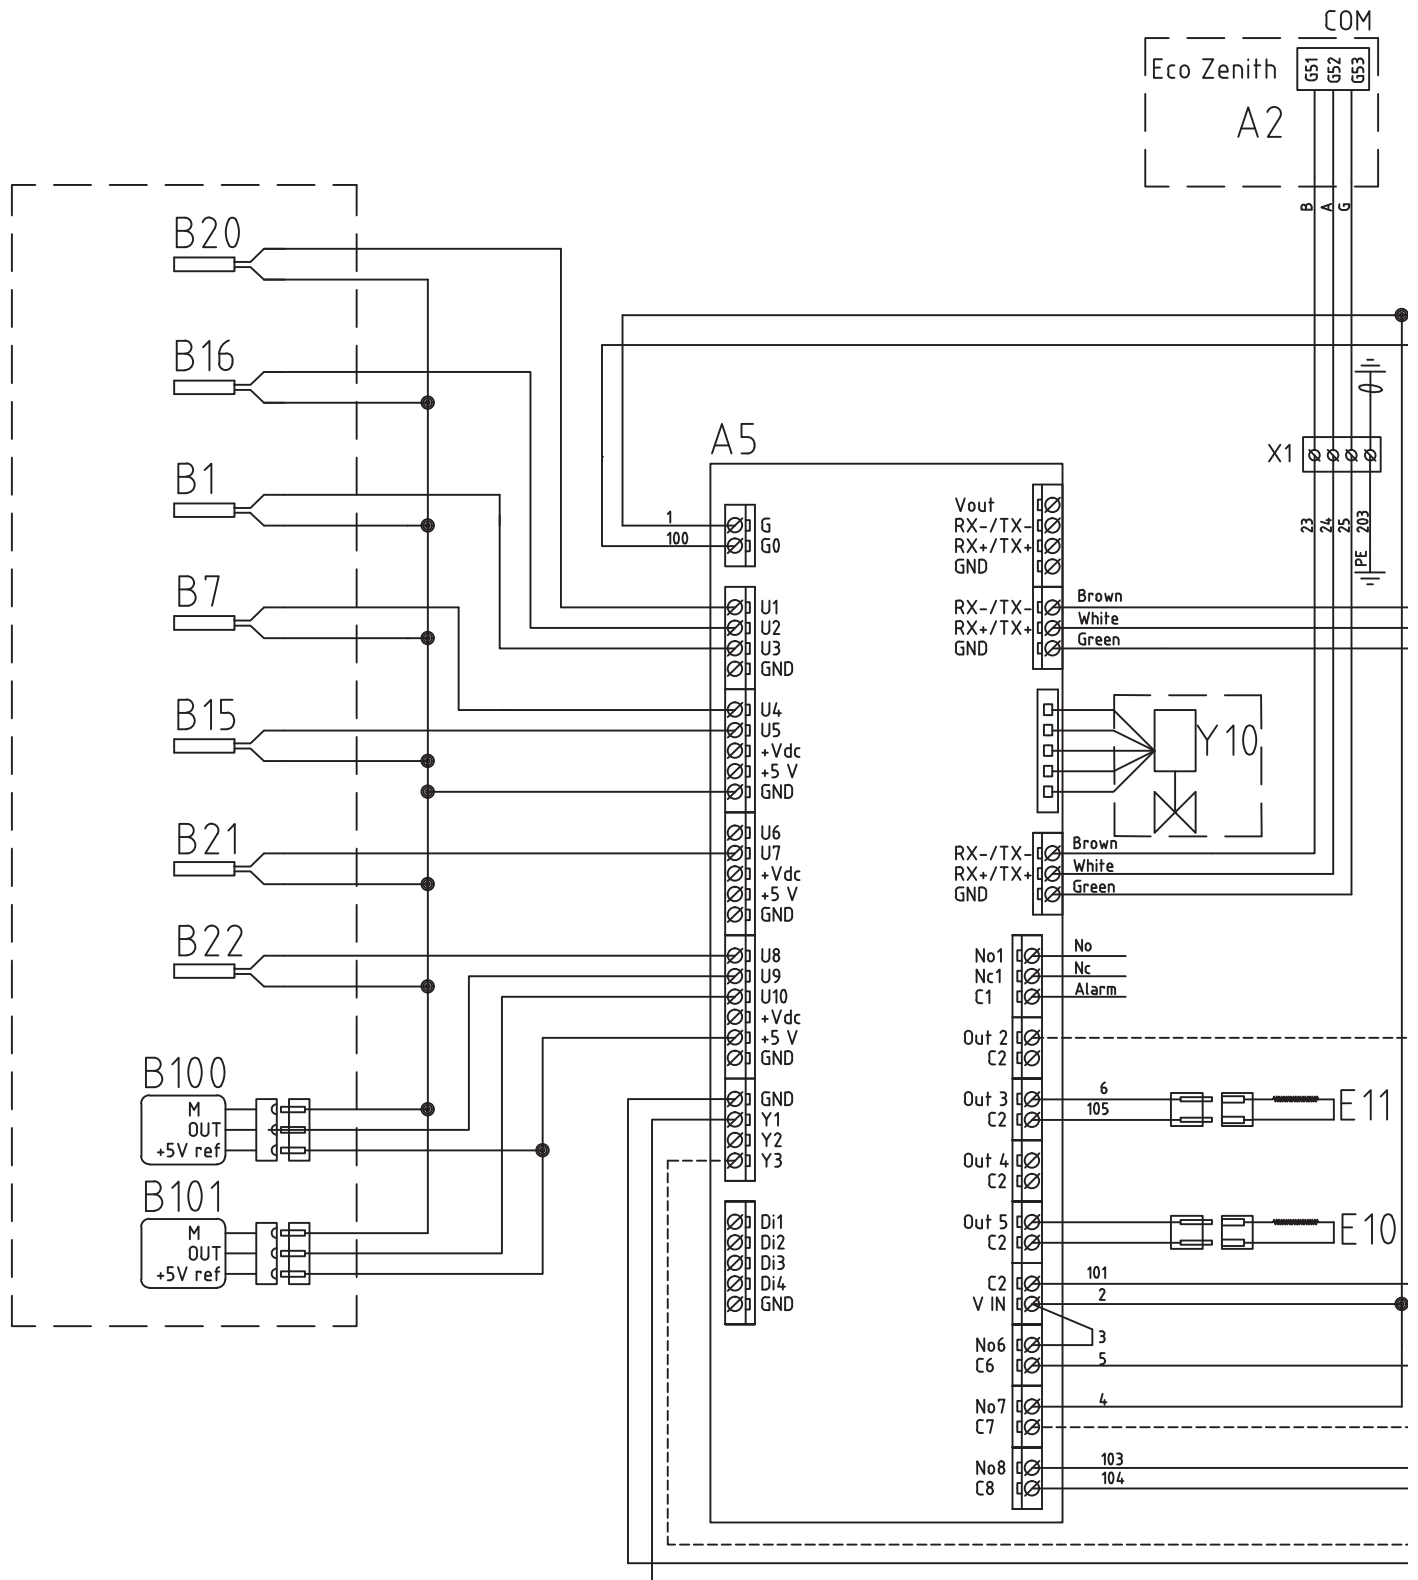 COM
Eco Zenith
G51
G52
G53
A2
B
A
G
B20
B16
B1
B7
B15
B21
B22
B100
M
OUT
+5V ref
B101
M
OUT
+5V ref
A5
1
100
G
G0
U1
U2
U3
GND
U4
U5
+Vdc
+5 V
GND
U6
U7
+Vdc
+5 V
GND
U8
U9
U10
+Vdc
+5 V
GND
GND
Y1
Y2
Y3
Di1
Di2
Di3
Di4
GND
X1
23
24
25
203
PE
Vout
RX-/TX-
RX+/TX+
GND
RX-/TX- Brown
RX+/TX+ White
GND Green
Y10
RX-/TX- Brown
RX+/TX+ White
GND Green
No1 No
Nc1 Nc
C1 Alarm
Out 2
C2
Out 3 6
C2 105
E11
Out 4
C2
Out 5
C2
E10
C2 101
V IN 2
No6 3
C6 5
No7 4
C7
No8 103
C8 104